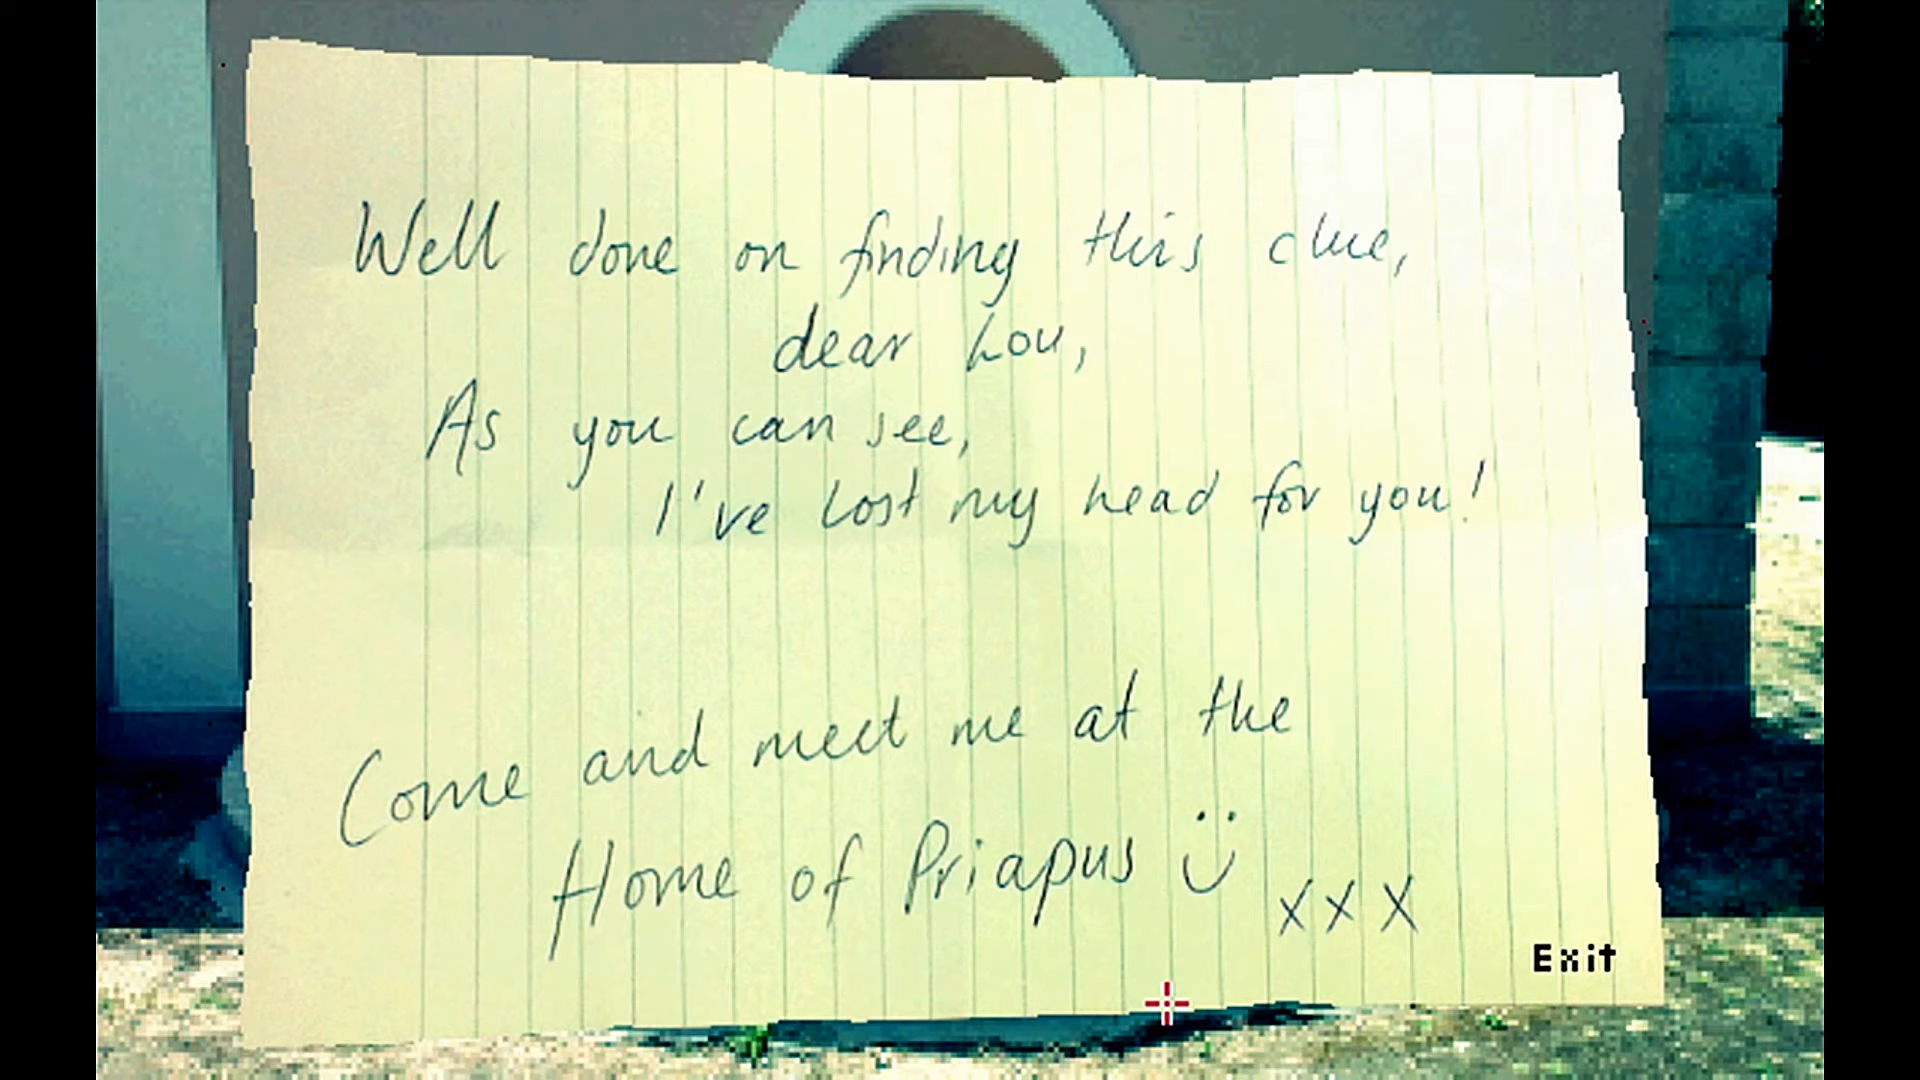 Well done on finding this clue,
dear Lou,
As you can see,
I've lost my head for you!
Come and meet me at the
Home of Priapus :)
xxx
Exit